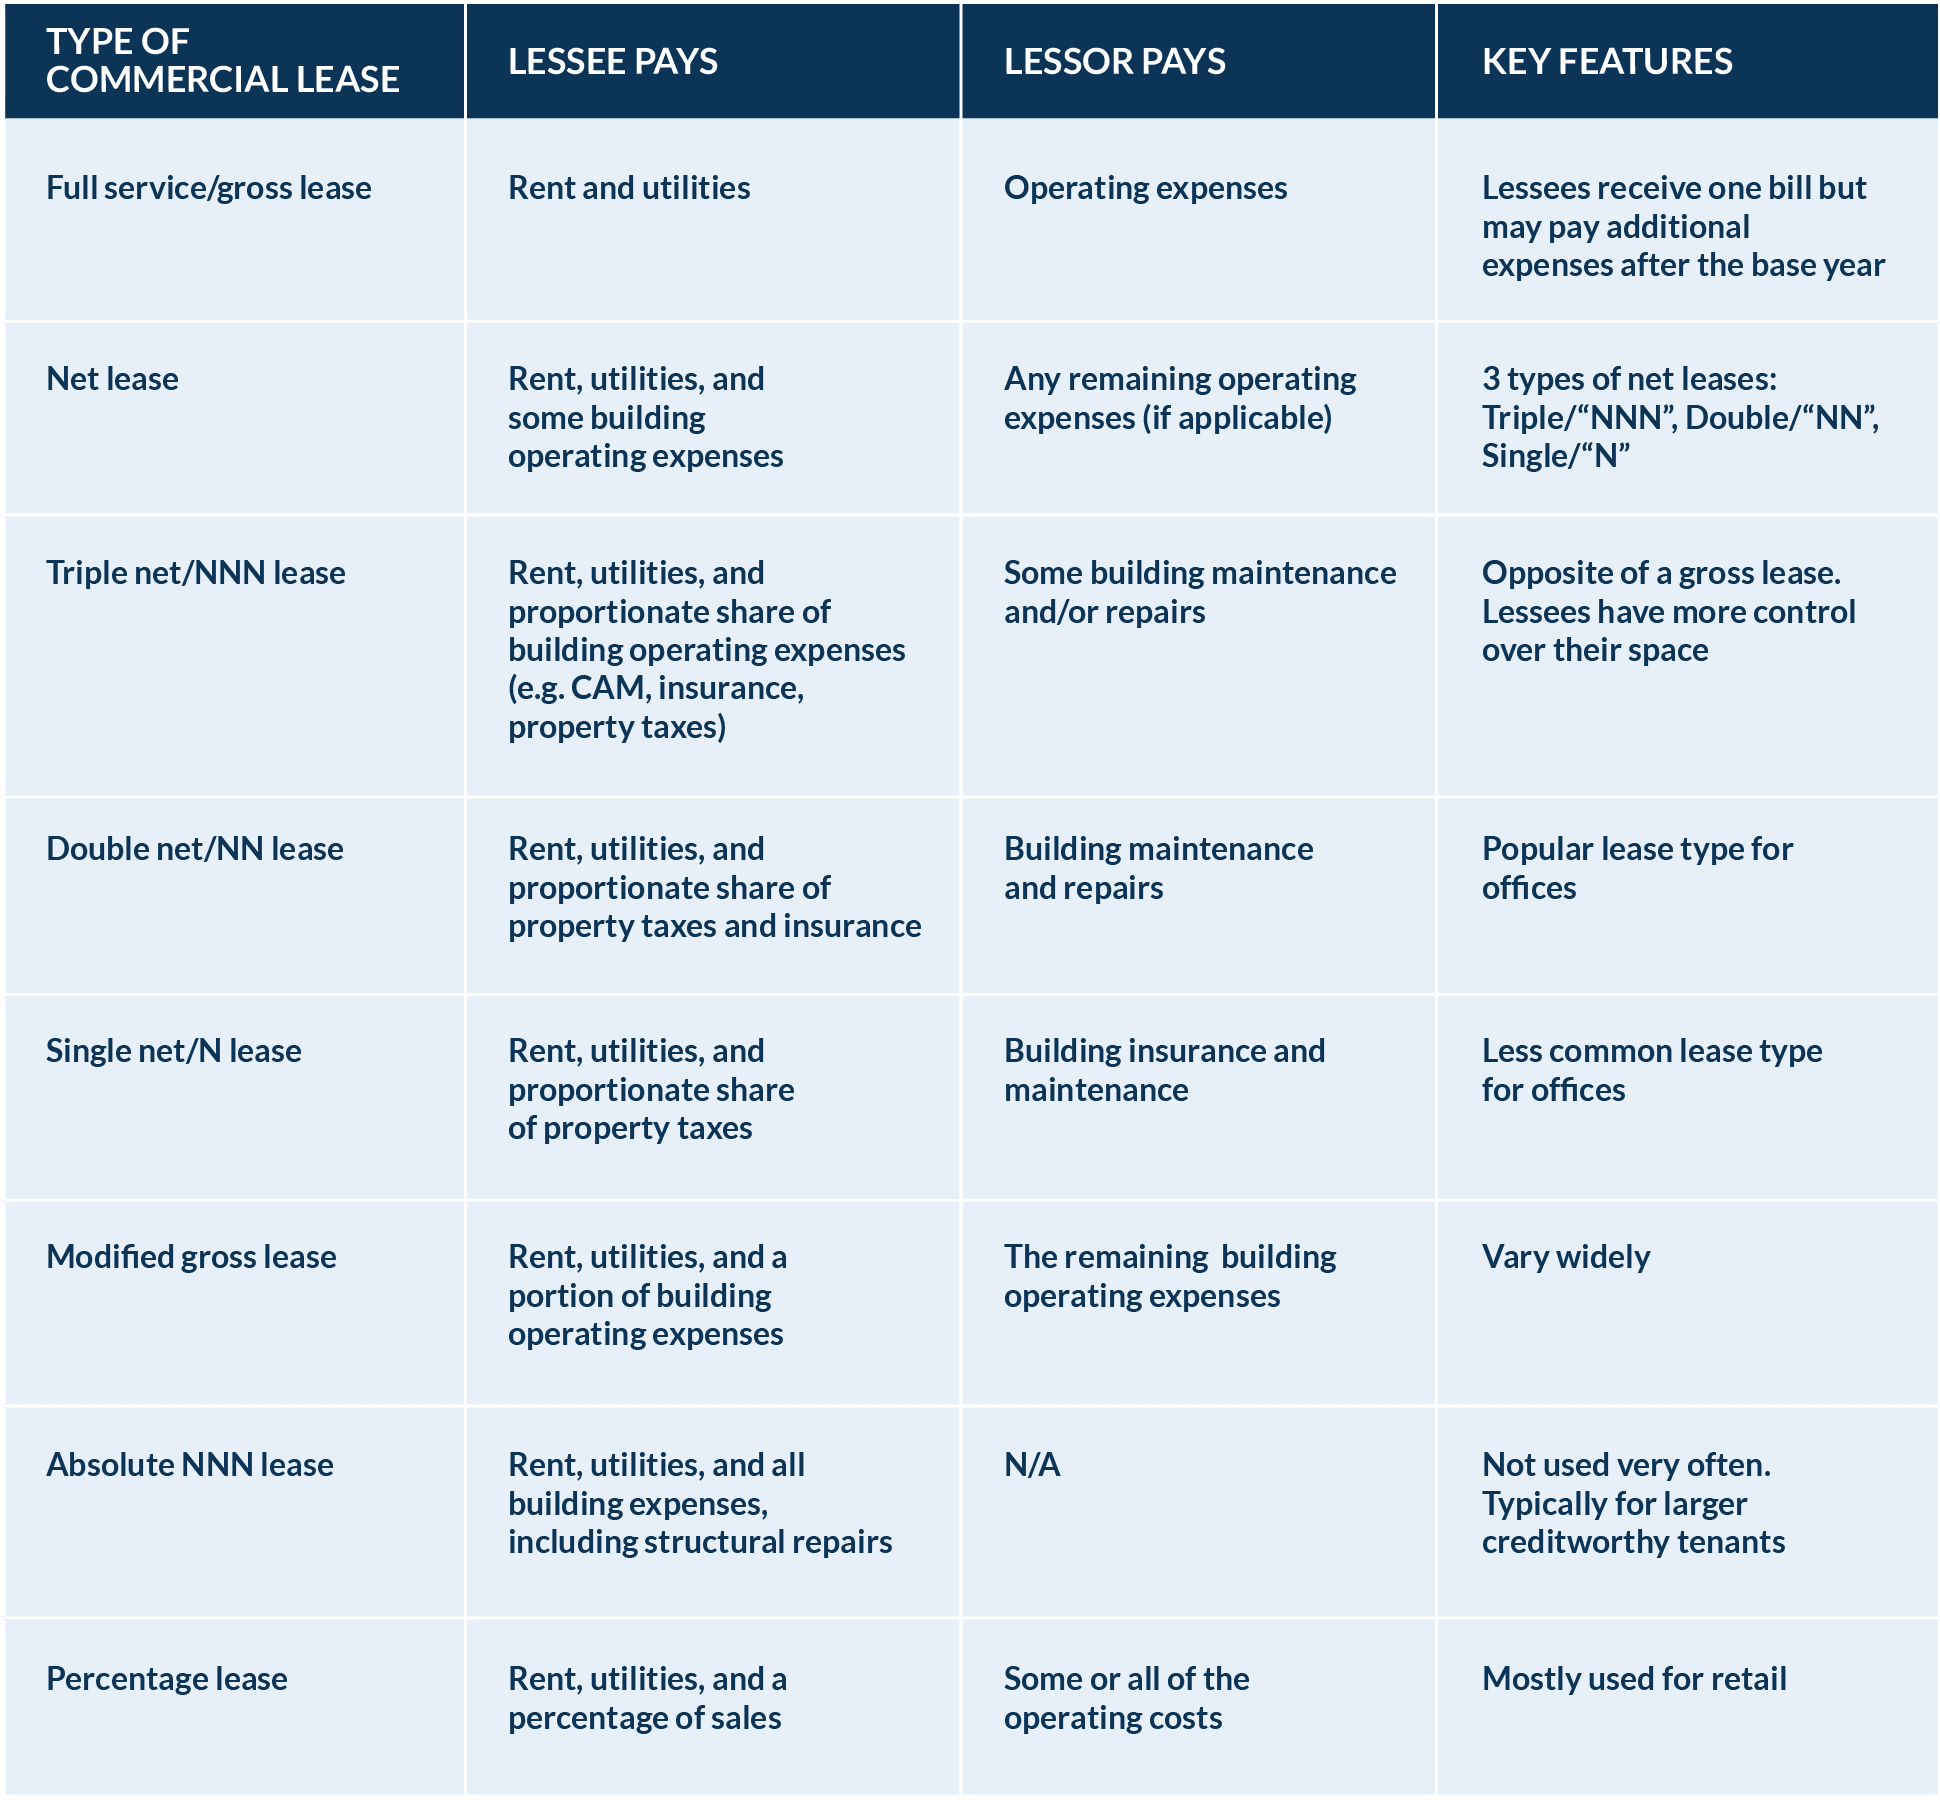 TYPE OF
COMMERCIAL LEASE
LESSEE PAYS
LESSOR PAYS
KEY FEATURES
Full service/gross lease
Rent and utilities
Operating expenses
Lessees receive one bill but
may pay additional
expenses after the base year
Net lease
Rent, utilities, and
some building
operating expenses
Any remaining operating
expenses (if applicable)
3 types of net leases:
Triple/“NNN”, Double/“NN”,
Single/“N”
Triple net/NNN lease
Rent, utilities, and
proportionate share of
building operating expenses
(e.g. CAM, insurance,
property taxes)
Some building maintenance
and/or repairs
Opposite of a gross lease.
Lessees have more control
over their space
Double net/NN lease
Rent, utilities, and
proportionate share of
property taxes and insurance
Building maintenance
and repairs
Popular lease type for
offices
Single net/N lease
Rent, utilities, and
proportionate share
of property taxes
Building insurance and
maintenance
Less common lease type
for offices
Modified gross lease
Rent, utilities, and a
portion of building
operating expenses
The remaining  building
operating expenses
Vary widely
Absolute NNN lease
Rent, utilities, and all
building expenses,
including structural repairs
N/A
Not used very often.
Typically for larger
creditworthy tenants
Percentage lease
Rent, utilities, and a
percentage of sales
Some or all of the
operating costs
Mostly used for retail